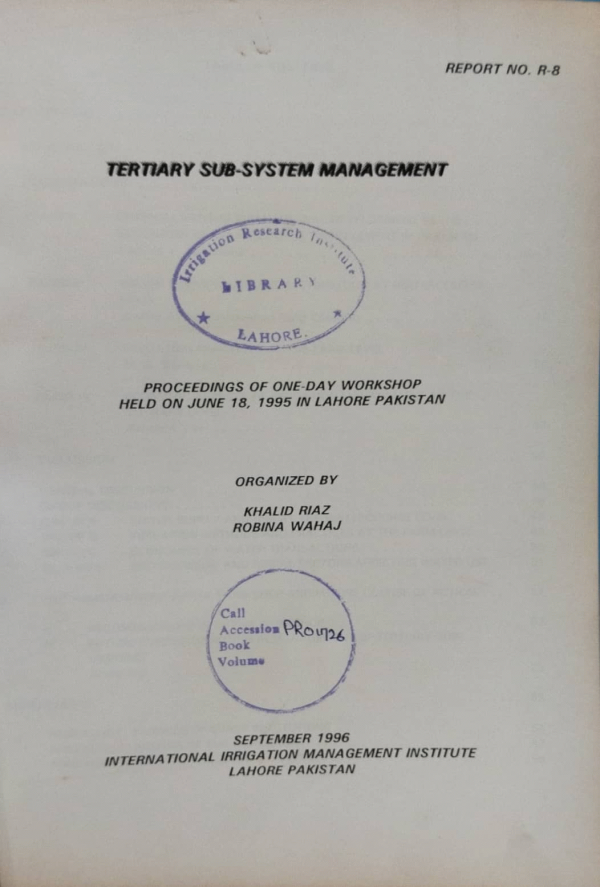 REPORT NO. R-8
TERTIARY SUB-SYSTEM MANAGEMENT
Irrigation Research Institute
LIBRARY
LAHORE.
PROCEEDINGS OF ONE-DAY WORKSHOP
HELD ON JUNE 18, 1995 IN LAHORE PAKISTAN
ORGANIZED BY
KHALID RIAZ
ROBINA WAHAJ
Call
Accession PRO1726
Book
Volume
SEPTEMBER 1996
INTERNATIONAL IRRIGATION MANAGEMENT INSTITUTE
LAHORE PAKISTAN